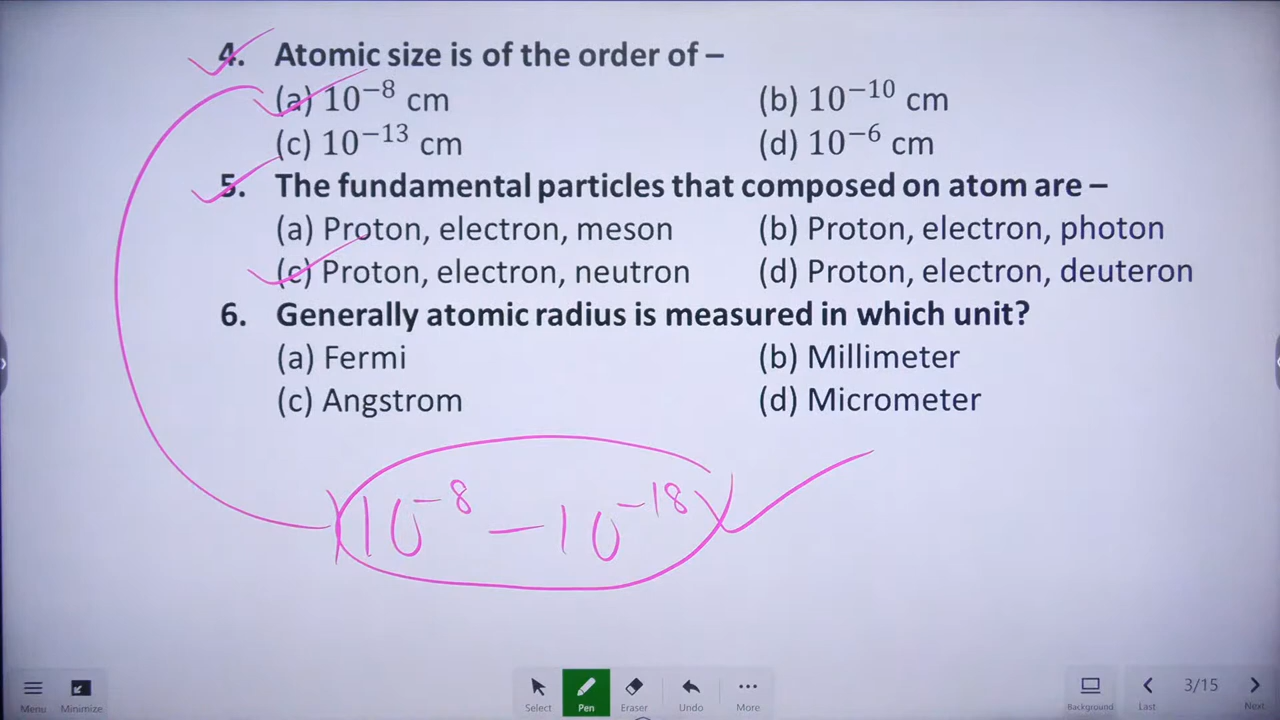 4. Atomic size is of the order of –
(a) 10⁻⁸ cm (b) 10⁻¹⁰ cm
(c) 10⁻¹³ cm (d) 10⁻⁶ cm
5. The fundamental particles that composed on atom are –
(a) Proton, electron, meson (b) Proton, electron, photon
(c) Proton, electron, neutron (d) Proton, electron, deuteron
6. Generally atomic radius is measured in which unit?
(a) Fermi (b) Millimeter
(c) Angstrom (d) Micrometer
10⁻⁸ – 10⁻¹⁸
Menu Minimize Select Pen Eraser Undo More Background Last 3/15 Next